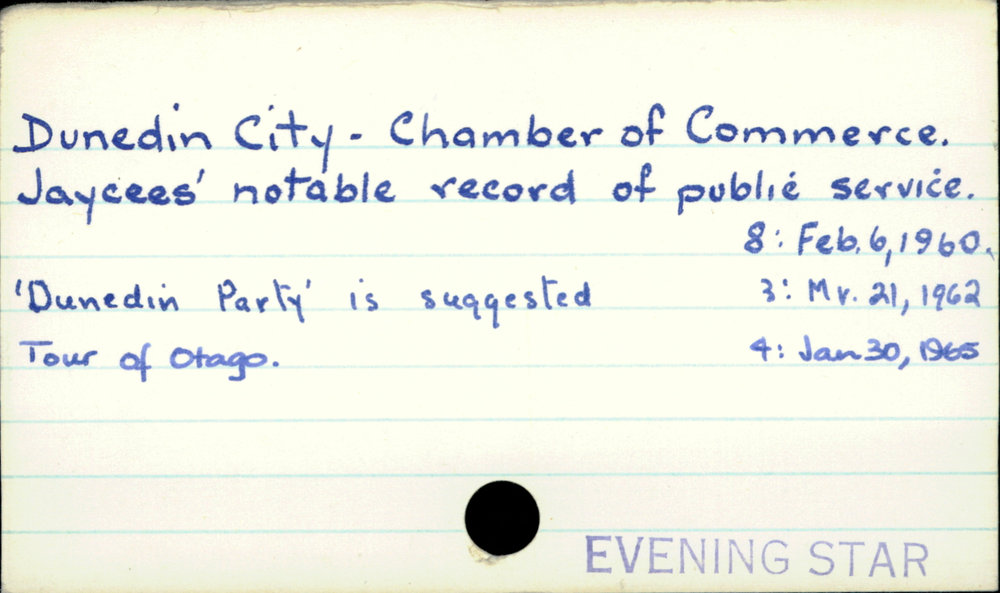 Dunedin City - Chamber of Commerce.
Jaycees' notable record of public service.
8: Feb. 6, 1960.
'Dunedin Party' is suggested 3: Mr. 21, 1962
Tour of Otago. 4: Jan 30, 1965
EVENING STAR